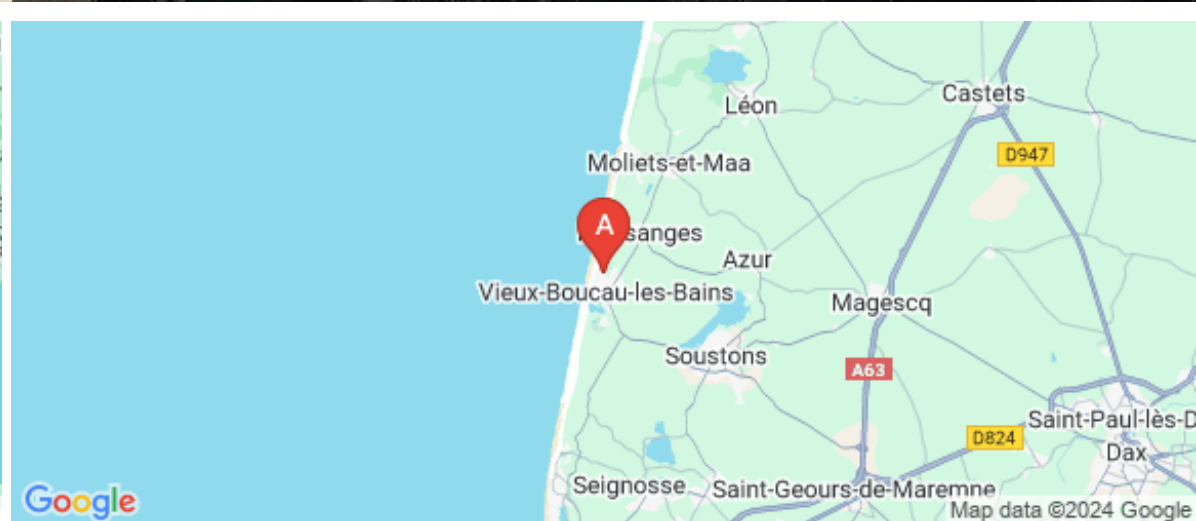 Léon
Castets
D947
Moliets-et-Maa
A
sanges
Azur
Vieux-Boucau-les-Bains
Magescq
Soustons
A63
Saint-Paul-lès-D
D824
Dax
Seignosse
Saint-Geours-de-Maremne
Google
Map data ©2024 Google